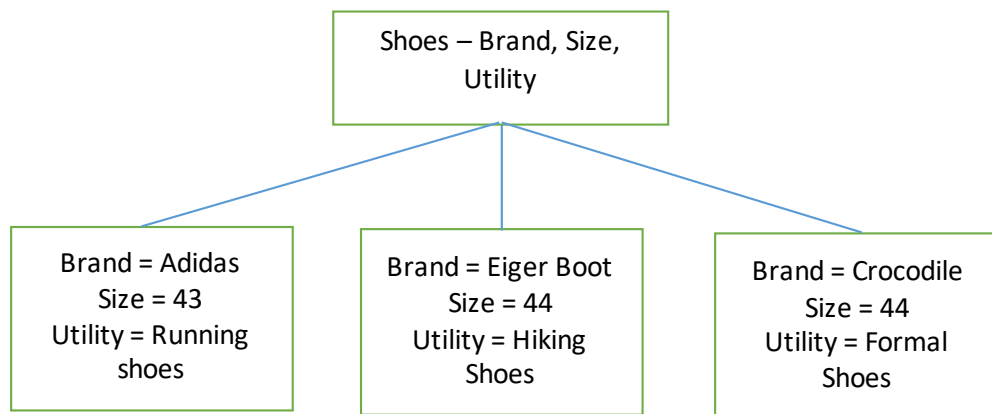 Shoes – Brand, Size,
Utility
Brand = Adidas
Size = 43
Utility = Running
shoes
Brand = Eiger Boot
Size = 44
Utility = Hiking
Shoes
Brand = Crocodile
Size = 44
Utility = Formal
Shoes